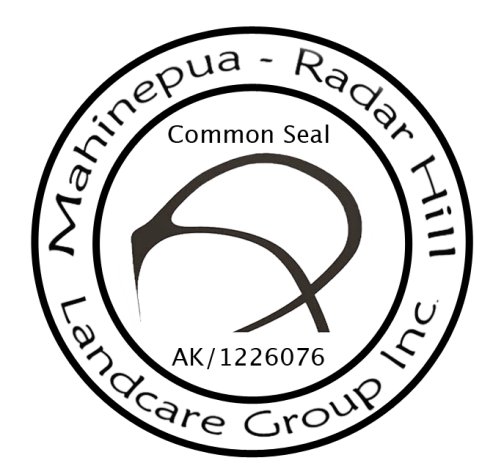 Mahinepua - Radar Hill
Common Seal
AK/1226076
Landcare Group Inc.